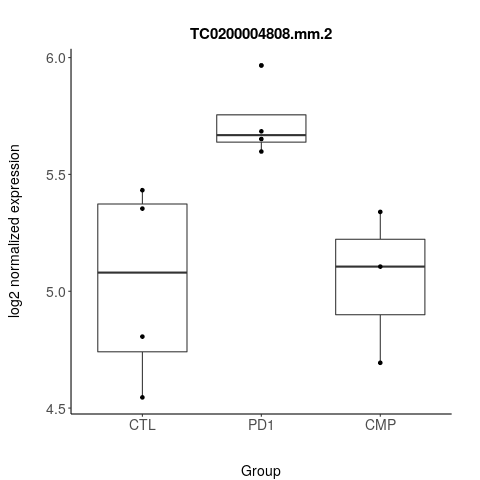 TC0200004808.mm.2
log2 normalized expression
6.0
5.5
5.0
4.5
CTL PD1 CMP
Group